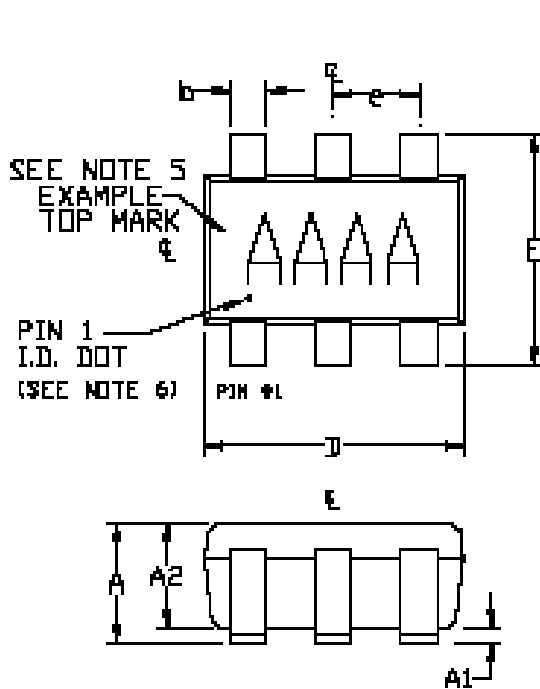 ℄
b
e
SEE NOTE 5
EXAMPLE
TOP MARK
℄
AAAA
E
PIN 1
I.D. DOT
(SEE NOTE 6)
PIN #1
D
℄
A
A2
A1